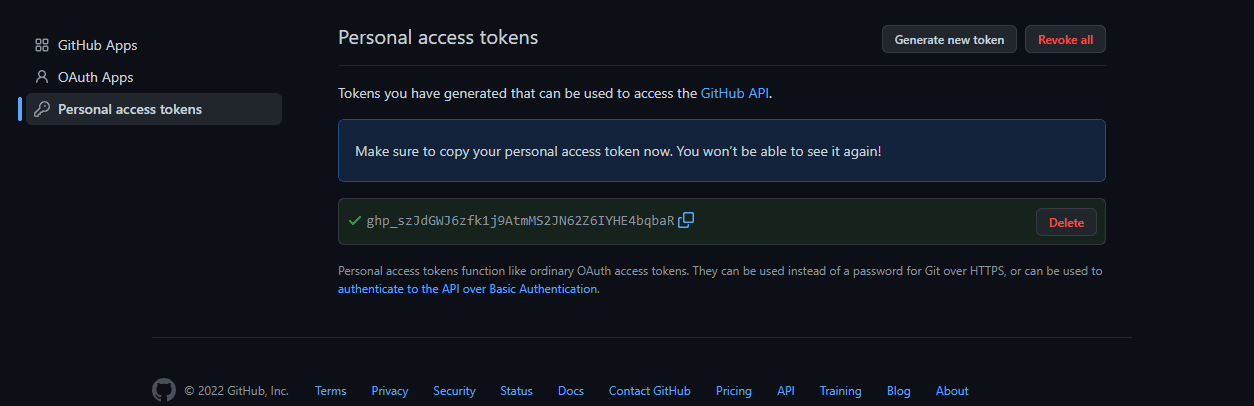 GitHub Apps
OAuth Apps
Personal access tokens
Personal access tokens
Generate new token
Revoke all
Tokens you have generated that can be used to access the GitHub API.
Make sure to copy your personal access token now. You won't be able to see it again!
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
Delete
Personal access tokens function like ordinary OAuth access tokens. They can be used instead of a password for Git over HTTPS, or can be used to
authenticate to the API over Basic Authentication.
© 2022 GitHub, Inc. Terms Privacy Security Status Docs Contact GitHub Pricing API Training Blog About